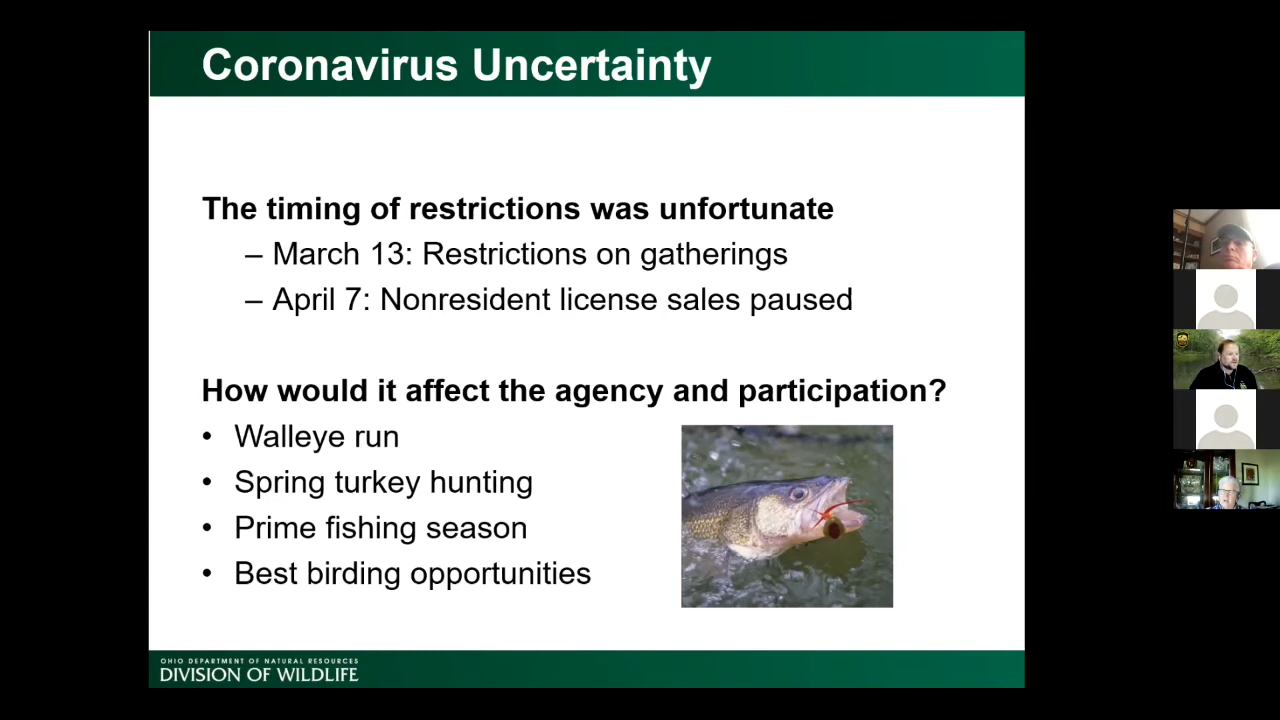 Coronavirus Uncertainty
The timing of restrictions was unfortunate
– March 13: Restrictions on gatherings
– April 7: Nonresident license sales paused
How would it affect the agency and participation?
• Walleye run
• Spring turkey hunting
• Prime fishing season
• Best birding opportunities
OHIO DEPARTMENT OF NATURAL RESOURCES
DIVISION OF WILDLIFE